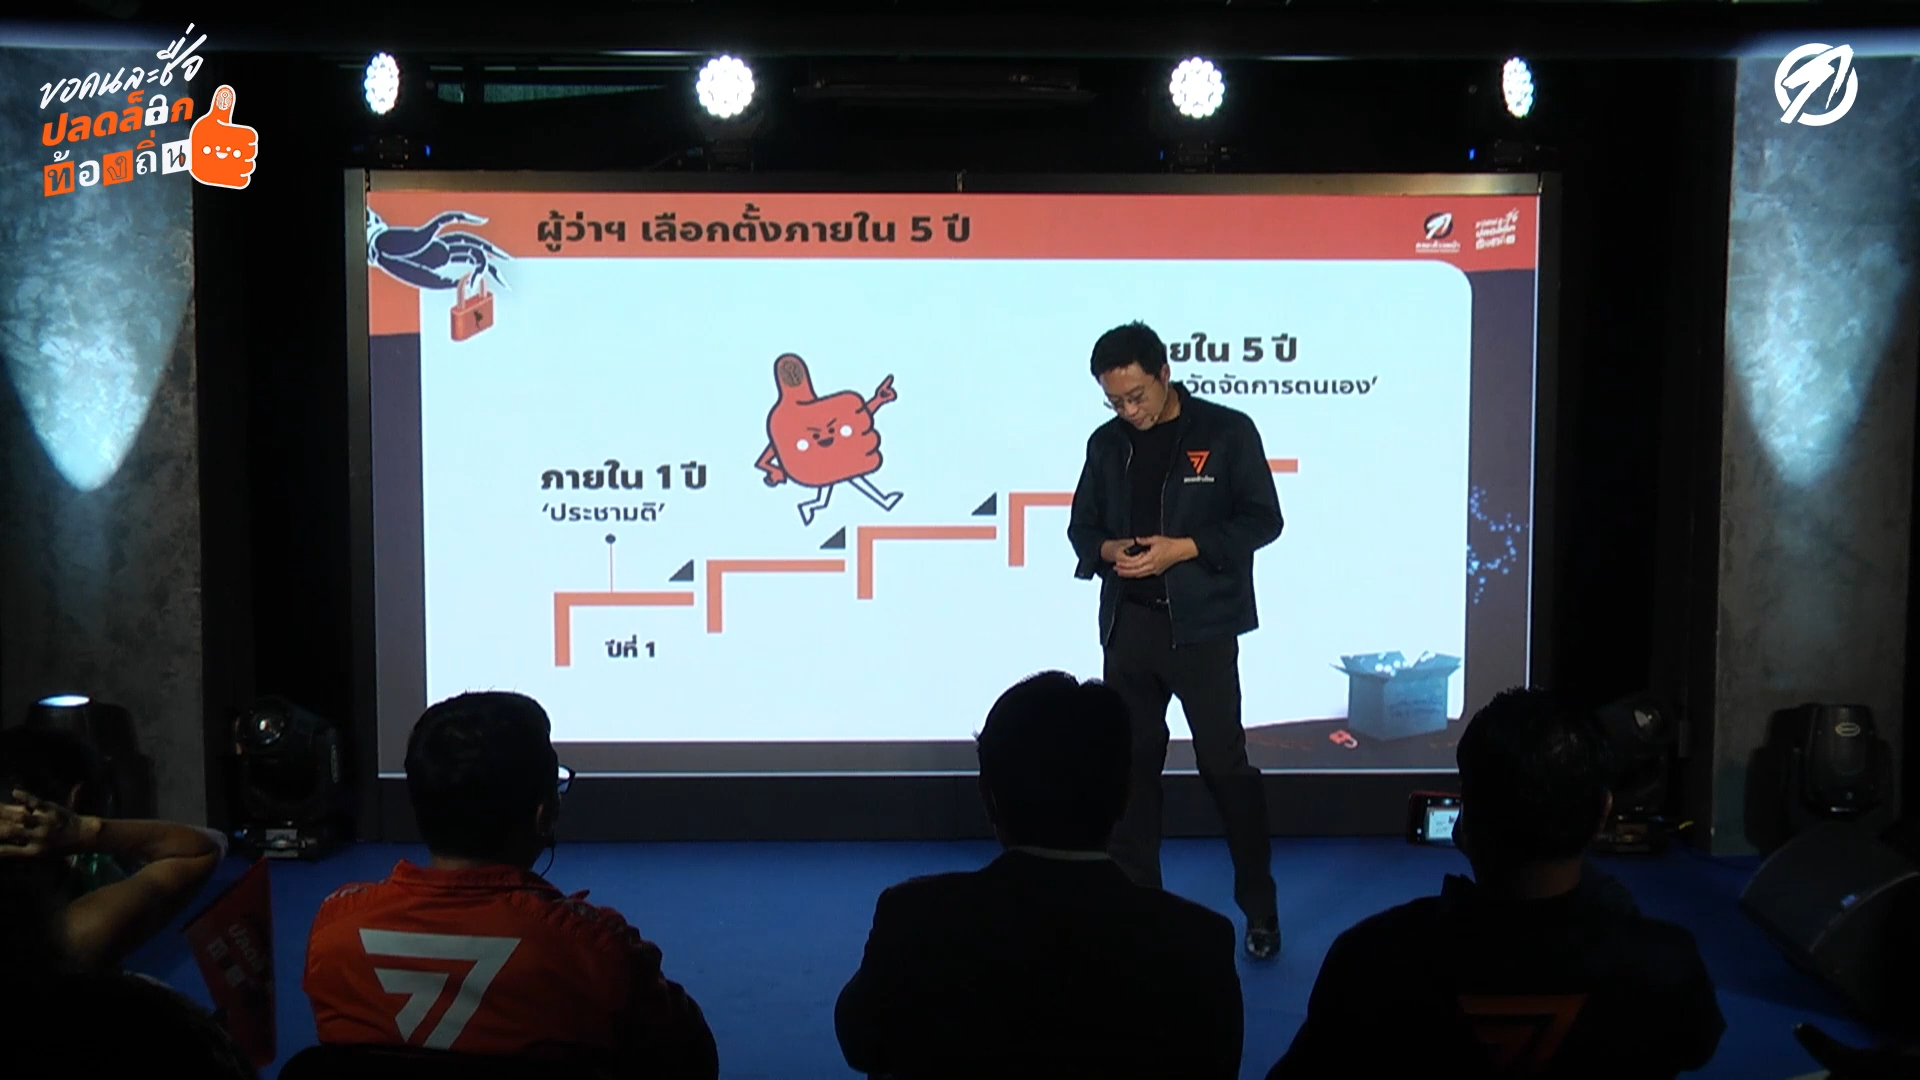 ขอคนละชื่อ
ปลดล็อก
ท้องถิ่น
ผู้ว่าฯ เลือกตั้งภายใน 5 ปี
ยใน 5 ปี
วัดจัดการตนเอง’
ภายใน 1 ปี
‘ประชามติ’
ปีที่ 1